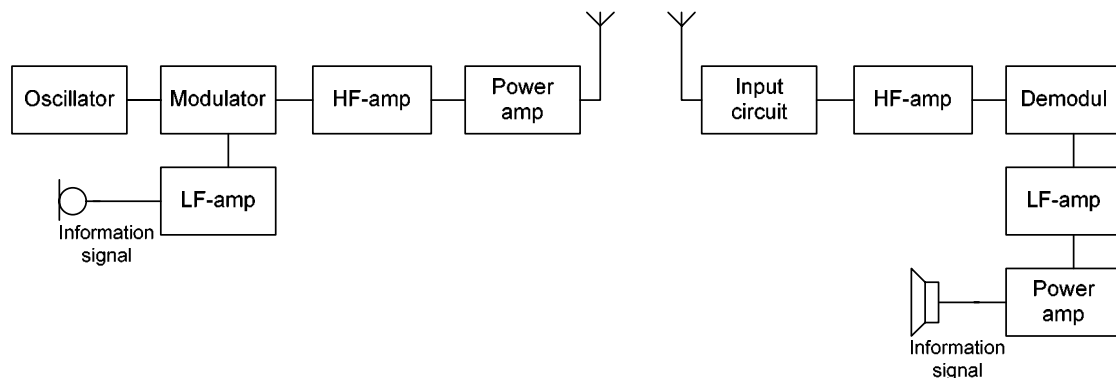 Oscillator
Modulator
HF-amp
Power
amp
Input
circuit
HF-amp
Demodul
LF-amp
Information
signal
LF-amp
Power
amp
Information
signal